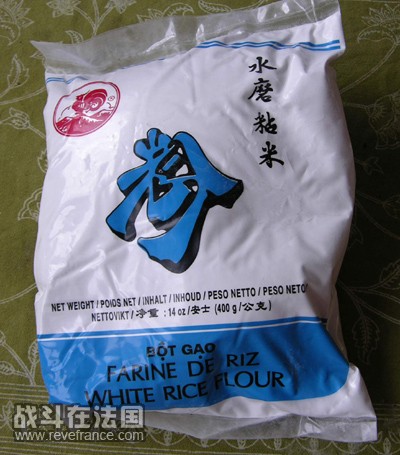 水磨粘米
粉
NET WEIGHT / POIDS NET / INHALT / INHOUD / PESO NETTO / PESO NETO
NETTOVIKT / 净重 : 14 oz/安士 (400 g/公克)
BỘT GẠO
FARINE DE RIZ
WHITE RICE FLOUR
战斗在法国
www.revefrance.com